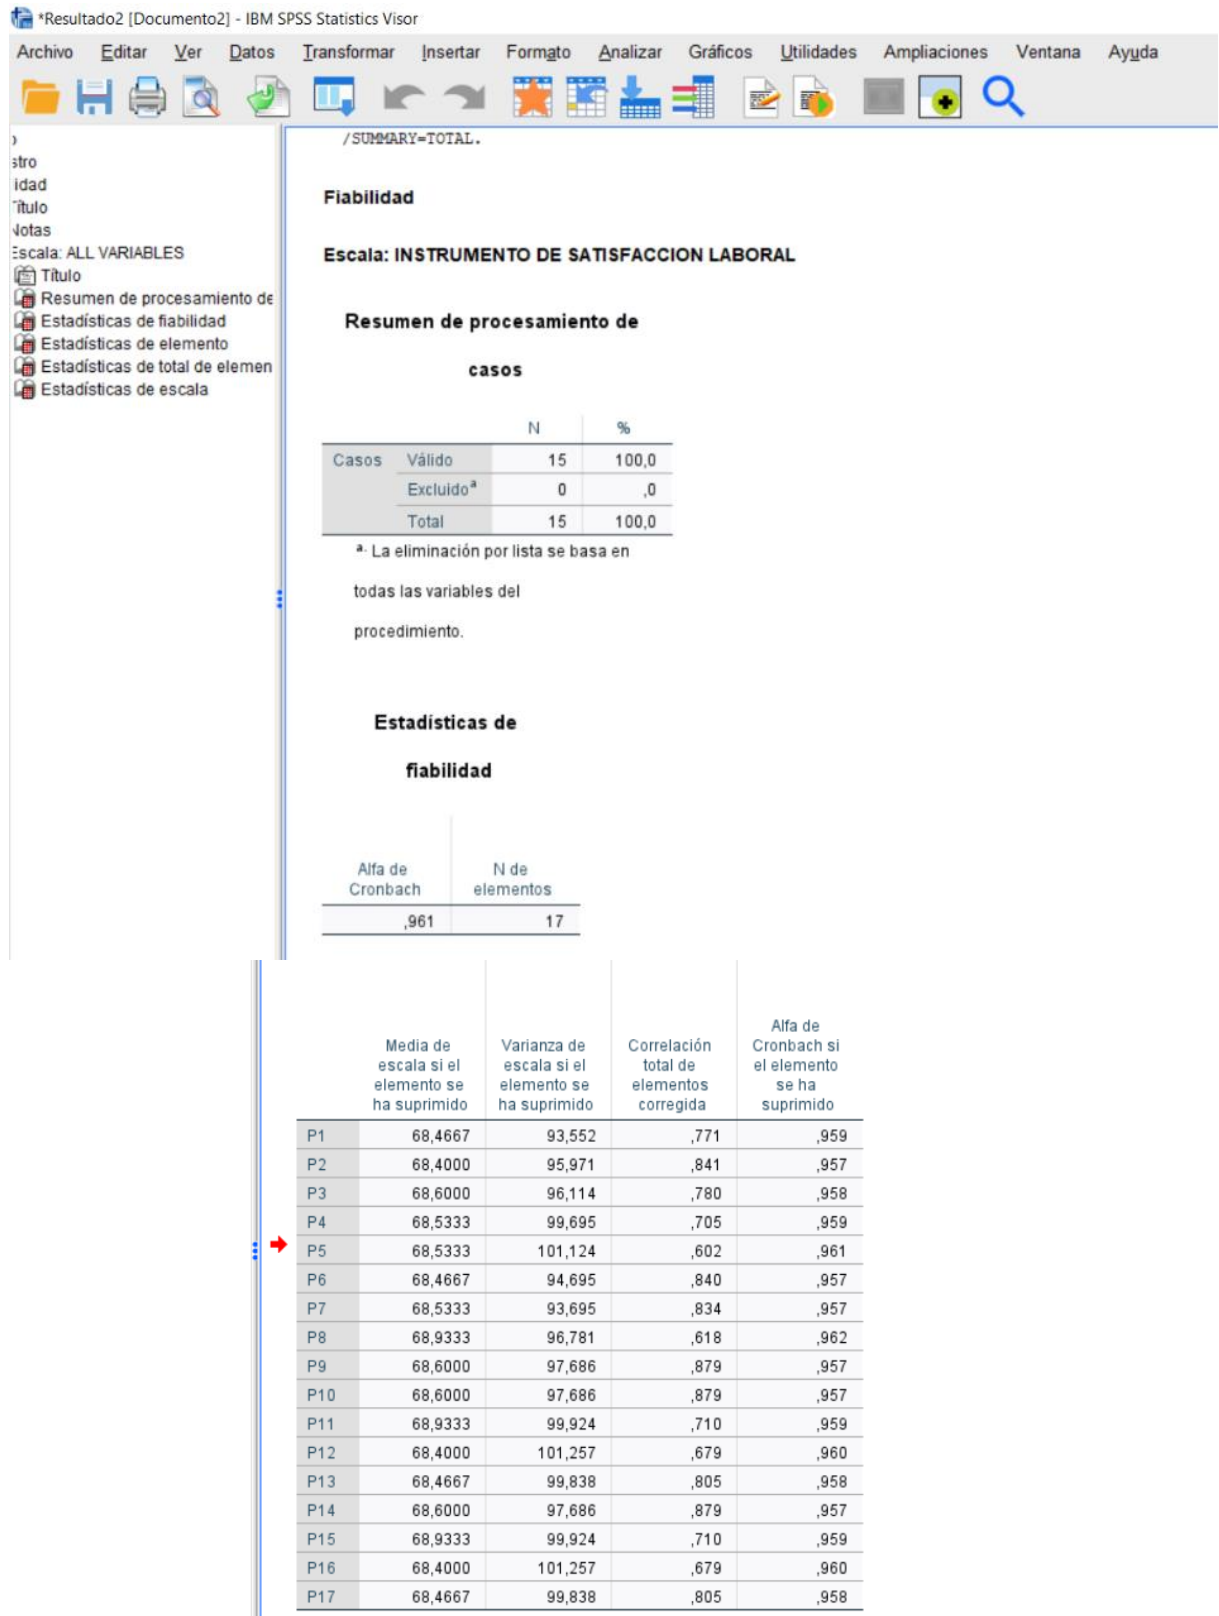 *Resultado2 [Documento2] - IBM SPSS Statistics Visor
Archivo Editar Ver Datos Transformar Insertar Formato Analizar Gráficos Utilidades Ampliaciones Ventana Ayuda
/SUMMARY=TOTAL.
stro
idad
ítulo
Notas
Escala: ALL VARIABLES
Título
Resumen de procesamiento de
Estadísticas de fiabilidad
Estadísticas de elemento
Estadísticas de total de elemen
Estadísticas de escala
Fiabilidad
Escala: INSTRUMENTO DE SATISFACCION LABORAL
Resumen de procesamiento de
casos
N %
Casos Válido 15 100,0
Excluido a 0 ,0
Total 15 100,0
a. La eliminación por lista se basa en
todas las variables del
procedimiento.
Estadísticas de
fiabilidad
Alfa de Cronbach N de elementos
,961 17
Media de escala si el elemento se ha suprimido Varianza de escala si el elemento se ha suprimido Correlación total de elementos corregida Alfa de Cronbach si el elemento se ha suprimido
P1 68,4667 93,552 ,771 ,959
P2 68,4000 95,971 ,841 ,957
P3 68,6000 96,114 ,780 ,958
P4 68,5333 99,695 ,705 ,959
P5 68,5333 101,124 ,602 ,961
P6 68,4667 94,695 ,840 ,957
P7 68,5333 93,695 ,834 ,957
P8 68,9333 96,781 ,618 ,962
P9 68,6000 97,686 ,879 ,957
P10 68,6000 97,686 ,879 ,957
P11 68,9333 99,924 ,710 ,959
P12 68,4000 101,257 ,679 ,960
P13 68,4667 99,838 ,805 ,958
P14 68,6000 97,686 ,879 ,957
P15 68,9333 99,924 ,710 ,959
P16 68,4000 101,257 ,679 ,960
P17 68,4667 99,838 ,805 ,958